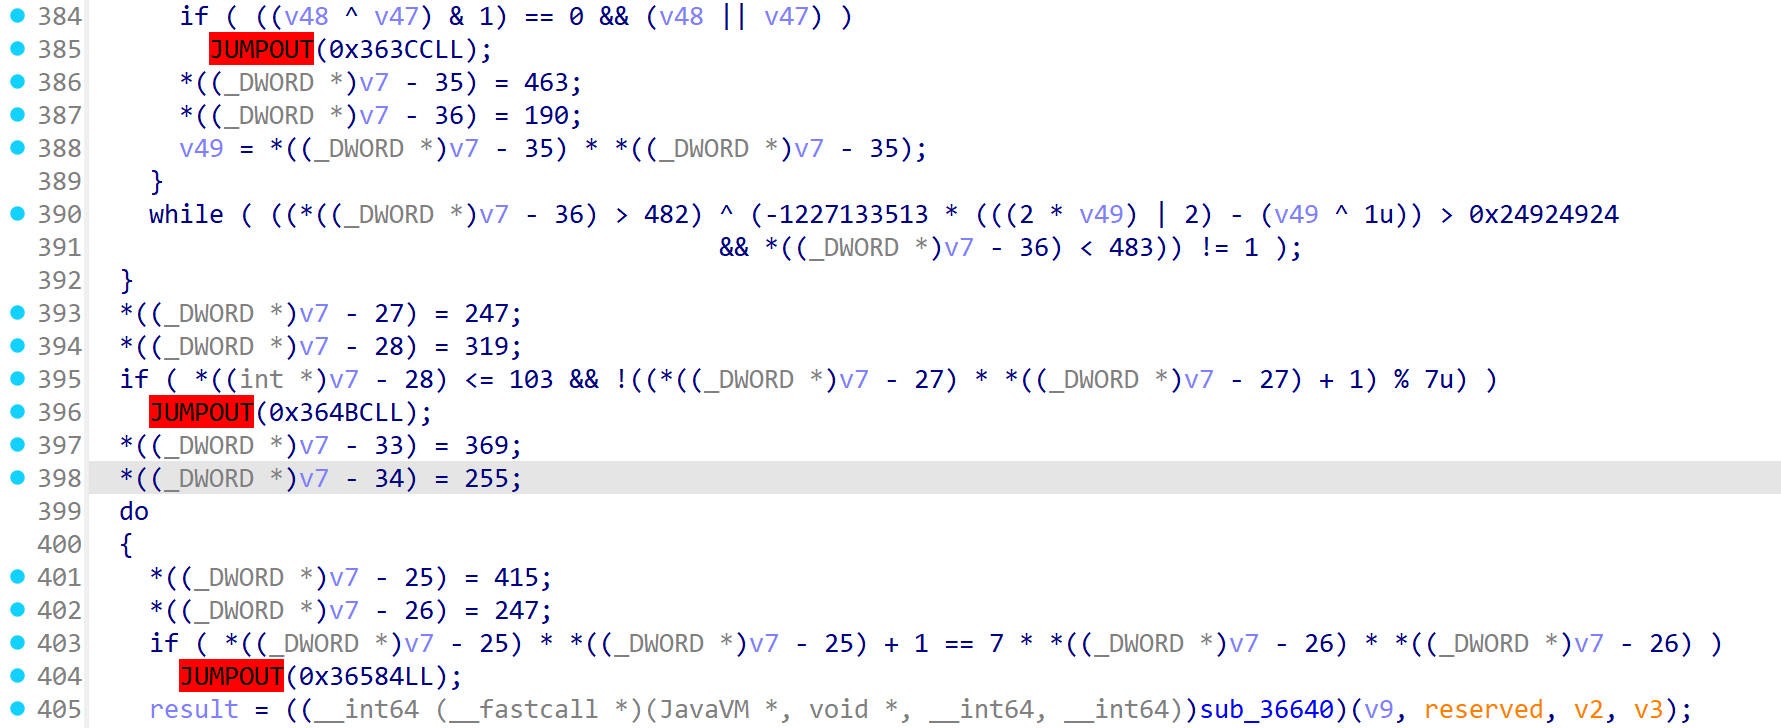 384 if ( ((v48 ^ v47) & 1) == 0 && (v48 || v47) )
385 JUMPOUT(0x363CCLL);
386 *((_DWORD *)v7 - 35) = 463;
387 *((_DWORD *)v7 - 36) = 190;
388 v49 = *((_DWORD *)v7 - 35) * *((_DWORD *)v7 - 35);
389 }
390 while ( ((*((_DWORD *)v7 - 36) > 482) ^ (-1227133513 * (((2 * v49) | 2) - (v49 ^ 1u)) > 0x24924924
391 && *((_DWORD *)v7 - 36) < 483)) != 1 );
392 }
393 *((_DWORD *)v7 - 27) = 247;
394 *((_DWORD *)v7 - 28) = 319;
395 if ( *((int *)v7 - 28) <= 103 && !((*((_DWORD *)v7 - 27) * *((_DWORD *)v7 - 27) + 1) % 7u) )
396 JUMPOUT(0x364BCLL);
397 *((_DWORD *)v7 - 33) = 369;
398 *((_DWORD *)v7 - 34) = 255;
399 do
400 {
401 *((_DWORD *)v7 - 25) = 415;
402 *((_DWORD *)v7 - 26) = 247;
403 if ( *((_DWORD *)v7 - 25) * *((_DWORD *)v7 - 25) + 1 == 7 * *((_DWORD *)v7 - 26) * *((_DWORD *)v7 - 26) )
404 JUMPOUT(0x36584LL);
405 result = ((__int64 (__fastcall *)(JavaVM *, void *, __int64, __int64))sub_36640)(v9, reserved, v2, v3);